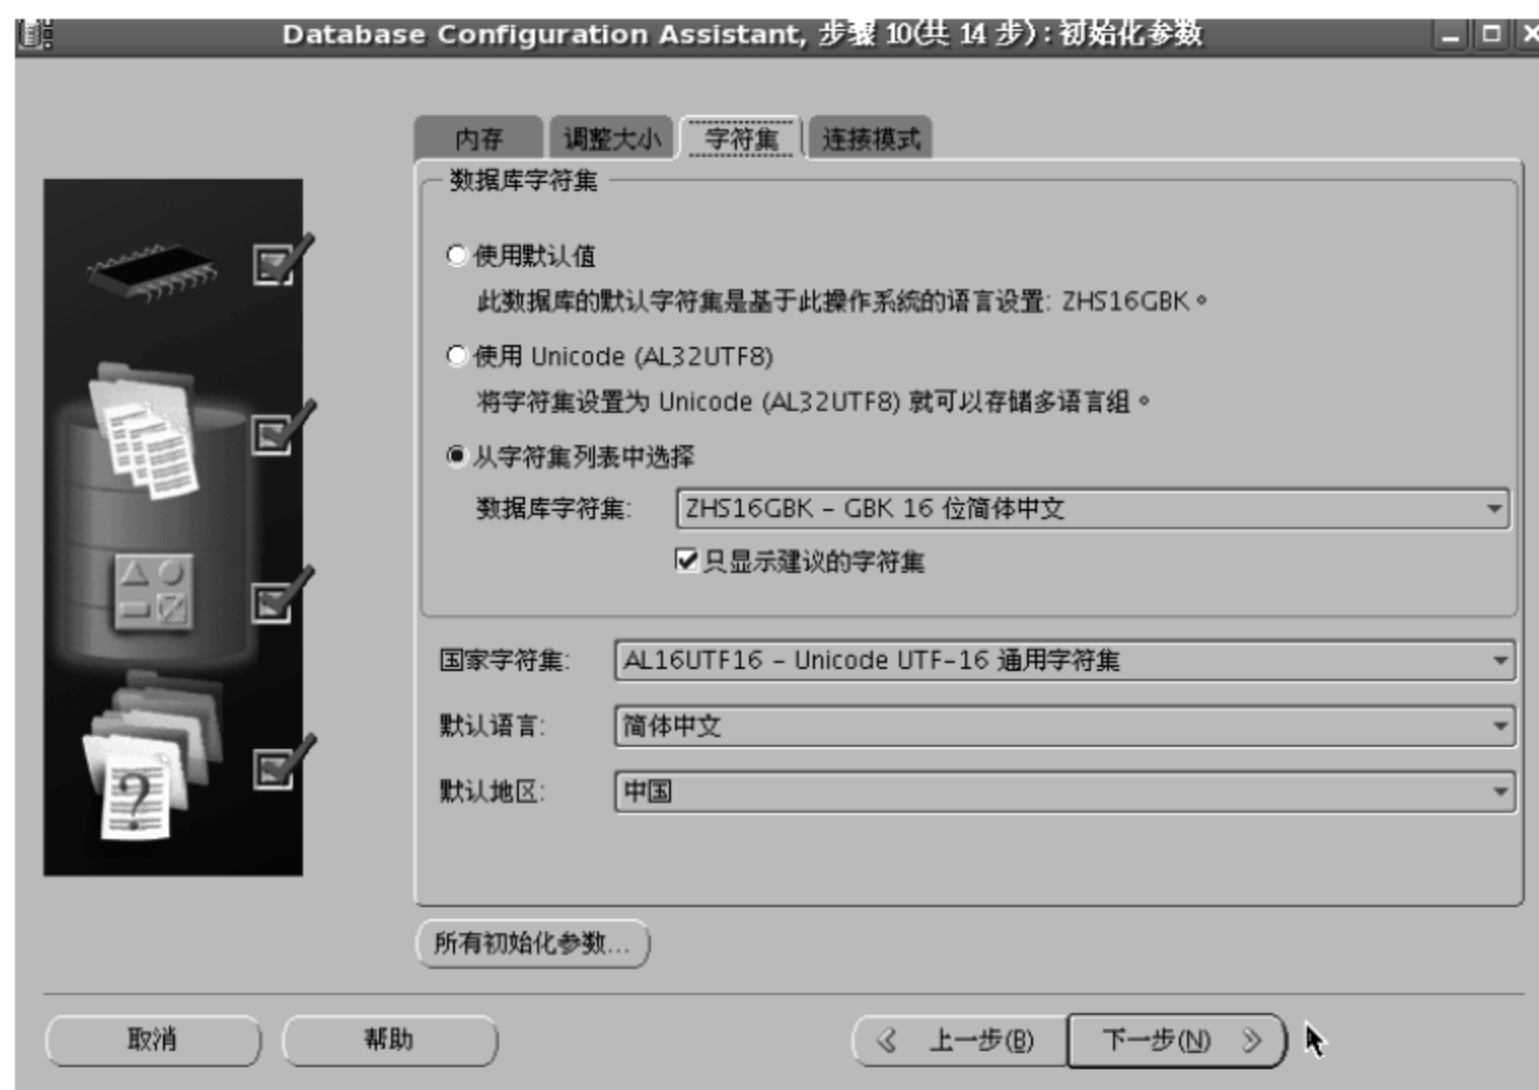 Database Configuration Assistant, 步骤 10(共 14 步) : 初始化参数
内存 调整大小 字符集 连接模式
数据库字符集
使用默认值
此数据库的默认字符集是基于此操作系统的语言设置: ZHS16GBK。
使用 Unicode (AL32UTF8)
将字符集设置为 Unicode (AL32UTF8) 就可以存储多语言组。
从字符集列表中选择
数据库字符集: ZHS16GBK - GBK 16 位简体中文
只显示建议的字符集
国家字符集: AL16UTF16 - Unicode UTF-16 通用字符集
默认语言: 简体中文
默认地区: 中国
?
所有初始化参数...
取消 帮助 上一步(B) 下一步(N)